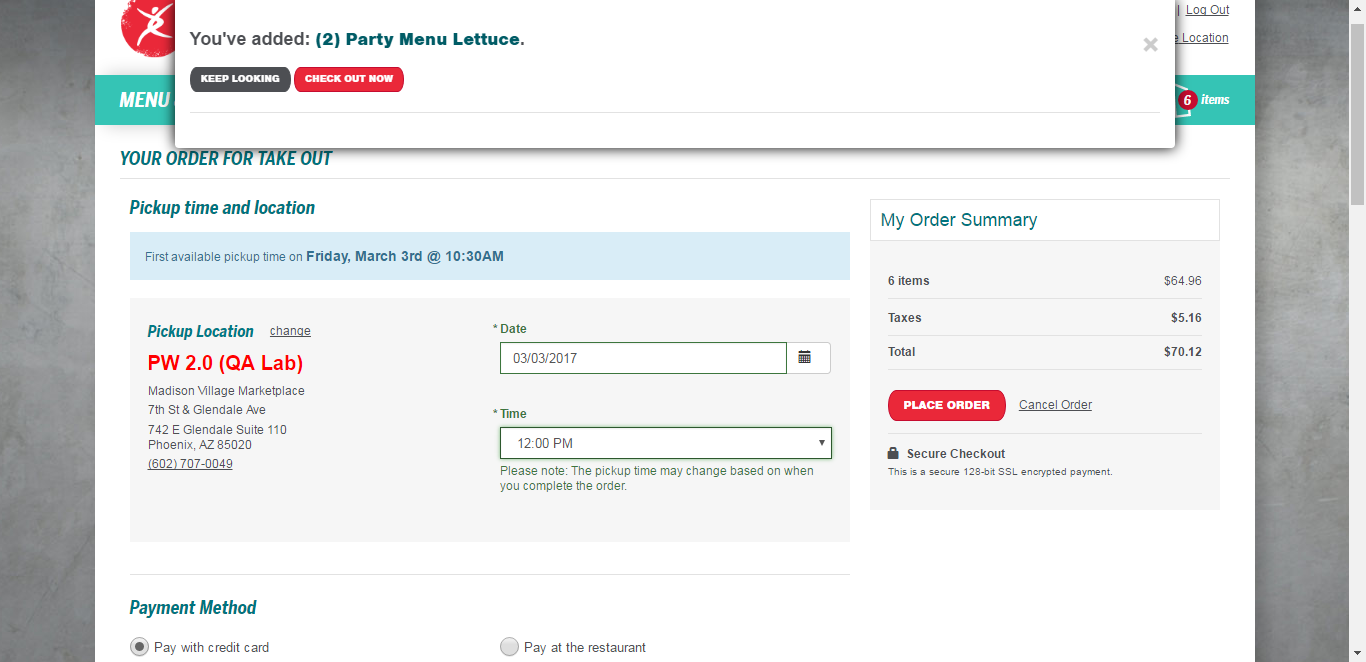 | Log Out
You've added: (2) Party Menu Lettuce.
Location
KEEP LOOKING CHECK OUT NOW
MENU
6 items
YOUR ORDER FOR TAKE OUT
Pickup time and location
First available pickup time on Friday, March 3rd @ 10:30AM
Pickup Location change
PW 2.0 (QA Lab)
Madison Village Marketplace
7th St & Glendale Ave
742 E Glendale Suite 110
Phoenix, AZ 85020
(602) 707-0049
* Date
03/03/2017
* Time
12:00 PM
Please note: The pickup time may change based on when
you complete the order.
My Order Summary
6 items $64.96
Taxes $5.16
Total $70.12
PLACE ORDER Cancel Order
Secure Checkout
This is a secure 128-bit SSL encrypted payment.
Payment Method
Pay with credit card
Pay at the restaurant